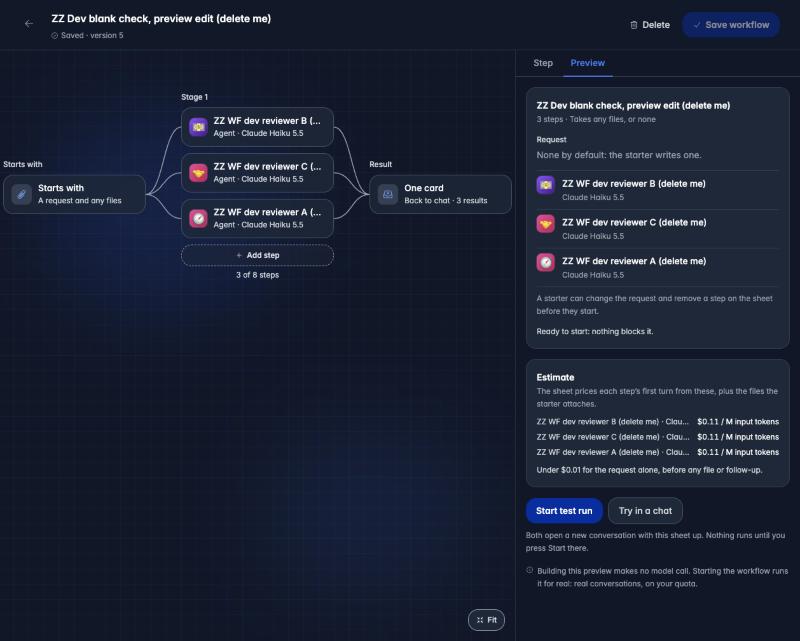 ZZ Dev blank check, preview edit (delete me)
Saved · version 5
Delete
Save workflow
Stage 1
ZZ WF dev reviewer B (...
Agent · Claude Haiku 5.5
ZZ WF dev reviewer C (...
Agent · Claude Haiku 5.5
ZZ WF dev reviewer A (...
Agent · Claude Haiku 5.5
+ Add step
3 of 8 steps
Starts with
Starts with
A request and any files
Result
One card
Back to chat · 3 results
Fit
Step
Preview
ZZ Dev blank check, preview edit (delete me)
3 steps · Takes any files, or none
Request
None by default: the starter writes one.
ZZ WF dev reviewer B (delete me)
Claude Haiku 5.5
ZZ WF dev reviewer C (delete me)
Claude Haiku 5.5
ZZ WF dev reviewer A (delete me)
Claude Haiku 5.5
A starter can change the request and remove a step on the sheet
before they start.
Ready to start: nothing blocks it.
Estimate
The sheet prices each step's first turn from these, plus the files the
starter attaches.
ZZ WF dev reviewer B (delete me) · Clau... $0.11 / M input tokens
ZZ WF dev reviewer C (delete me) · Clau... $0.11 / M input tokens
ZZ WF dev reviewer A (delete me) · Clau... $0.11 / M input tokens
Under $0.01 for the request alone, before any file or follow-up.
Start test run
Try in a chat
Both open a new conversation with this sheet up. Nothing runs until you
press Start there.
Building this preview makes no model call. Starting the workflow runs
it for real: real conversations, on your quota.